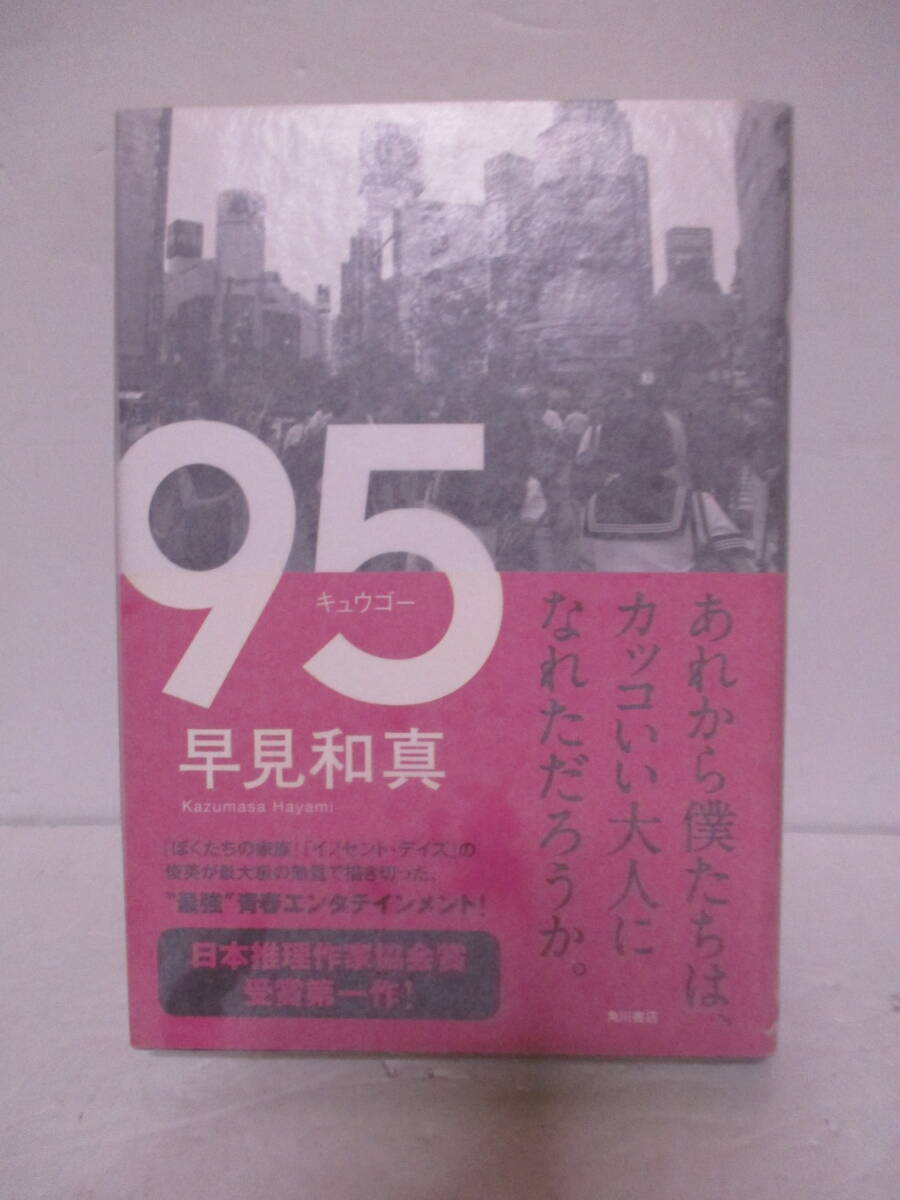 95
キュウゴー
早見和真
Kazumasa Hayami
『ぼくたちの家族』『イノセント・デイズ』の
俊英が最大級の熱量で描き切った、
"最強"青春エンタテインメント!
日本推理作家協会賞
受賞第一作!
あれから僕たちは、
カッコいい大人に
なれただろうか。
角川書店